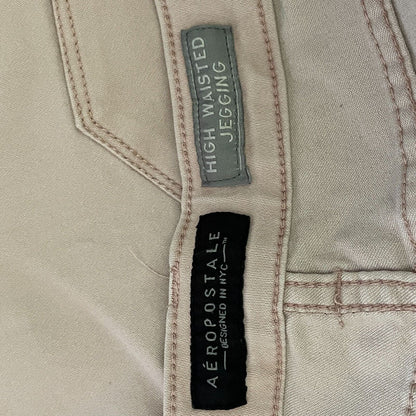 HIGH WAISTED
JEGGING
AÉROPOSTALE
DESIGNED IN NYC